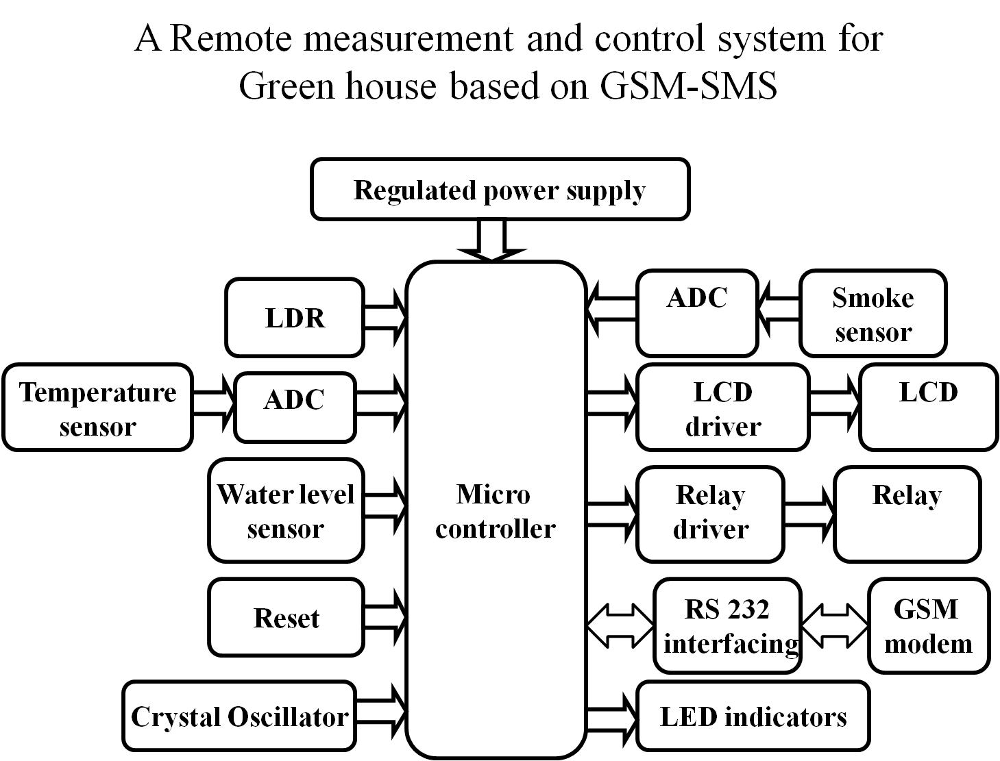 A Remote measurement and control system for
Green house based on GSM-SMS
Regulated power supply
LDR
ADC
Smoke
sensor
Temperature
sensor
ADC
LCD
driver
LCD
Water level
sensor
Micro
controller
Relay
driver
Relay
Reset
RS 232
interfacing
GSM
modem
Crystal Oscillator
LED indicators